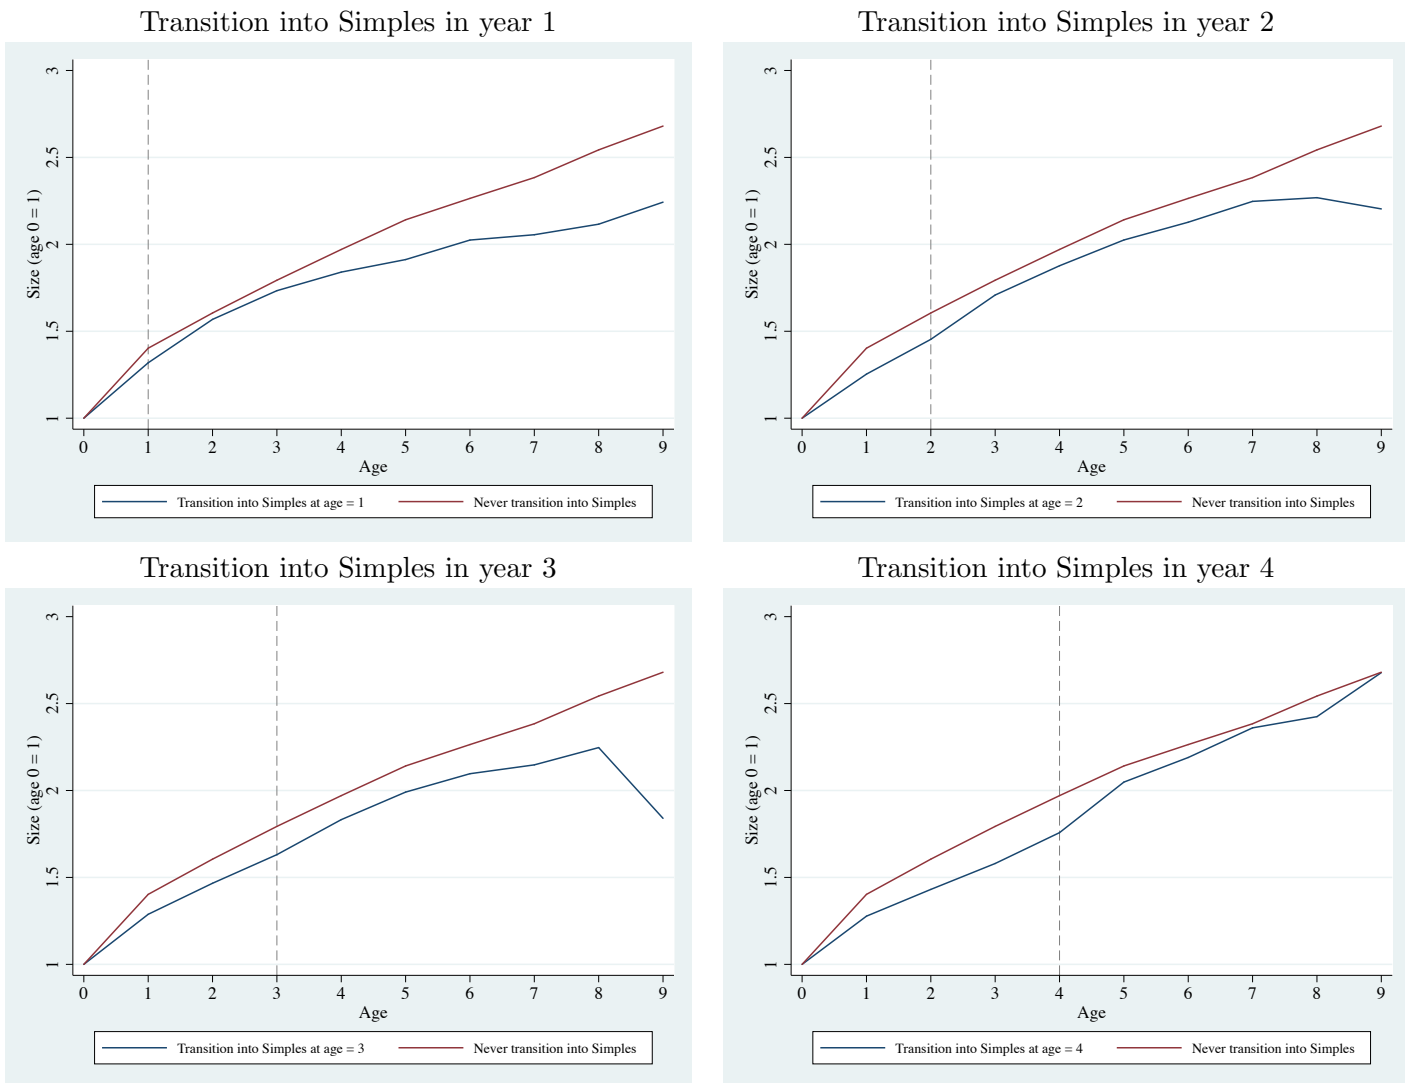 Transition into Simples in year 1
3
2.5
2
1.5
1
Size (age 0 = 1)
0 1 2 3 4 5 6 7 8 9
Age
Transition into Simples at age = 1 Never transition into Simples
Transition into Simples in year 2
3
2.5
2
1.5
1
Size (age 0 = 1)
0 1 2 3 4 5 6 7 8 9
Age
Transition into Simples at age = 2 Never transition into Simples
Transition into Simples in year 3
3
2.5
2
1.5
1
Size (age 0 = 1)
0 1 2 3 4 5 6 7 8 9
Age
Transition into Simples at age = 3 Never transition into Simples
Transition into Simples in year 4
3
2.5
2
1.5
1
Size (age 0 = 1)
0 1 2 3 4 5 6 7 8 9
Age
Transition into Simples at age = 4 Never transition into Simples